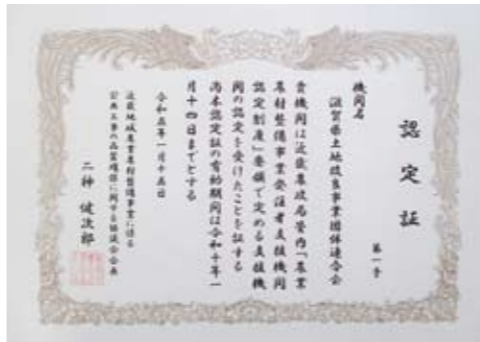 認定証
第一号
機関名
滋賀県土地改良事業団体連合会
貴機関は近畿農政局管内「農業
農村整備事業発注者支援機関
認定制度」要領で定める支援機
関の認定を受けたことを証する
尚本認定証の有効期間は令和十年一
月十四日までとする
令和五年一月十五日
近畿地域農業農村整備事業に係る
公共工事の品質確保に関する協議会会長
二神 健次郎